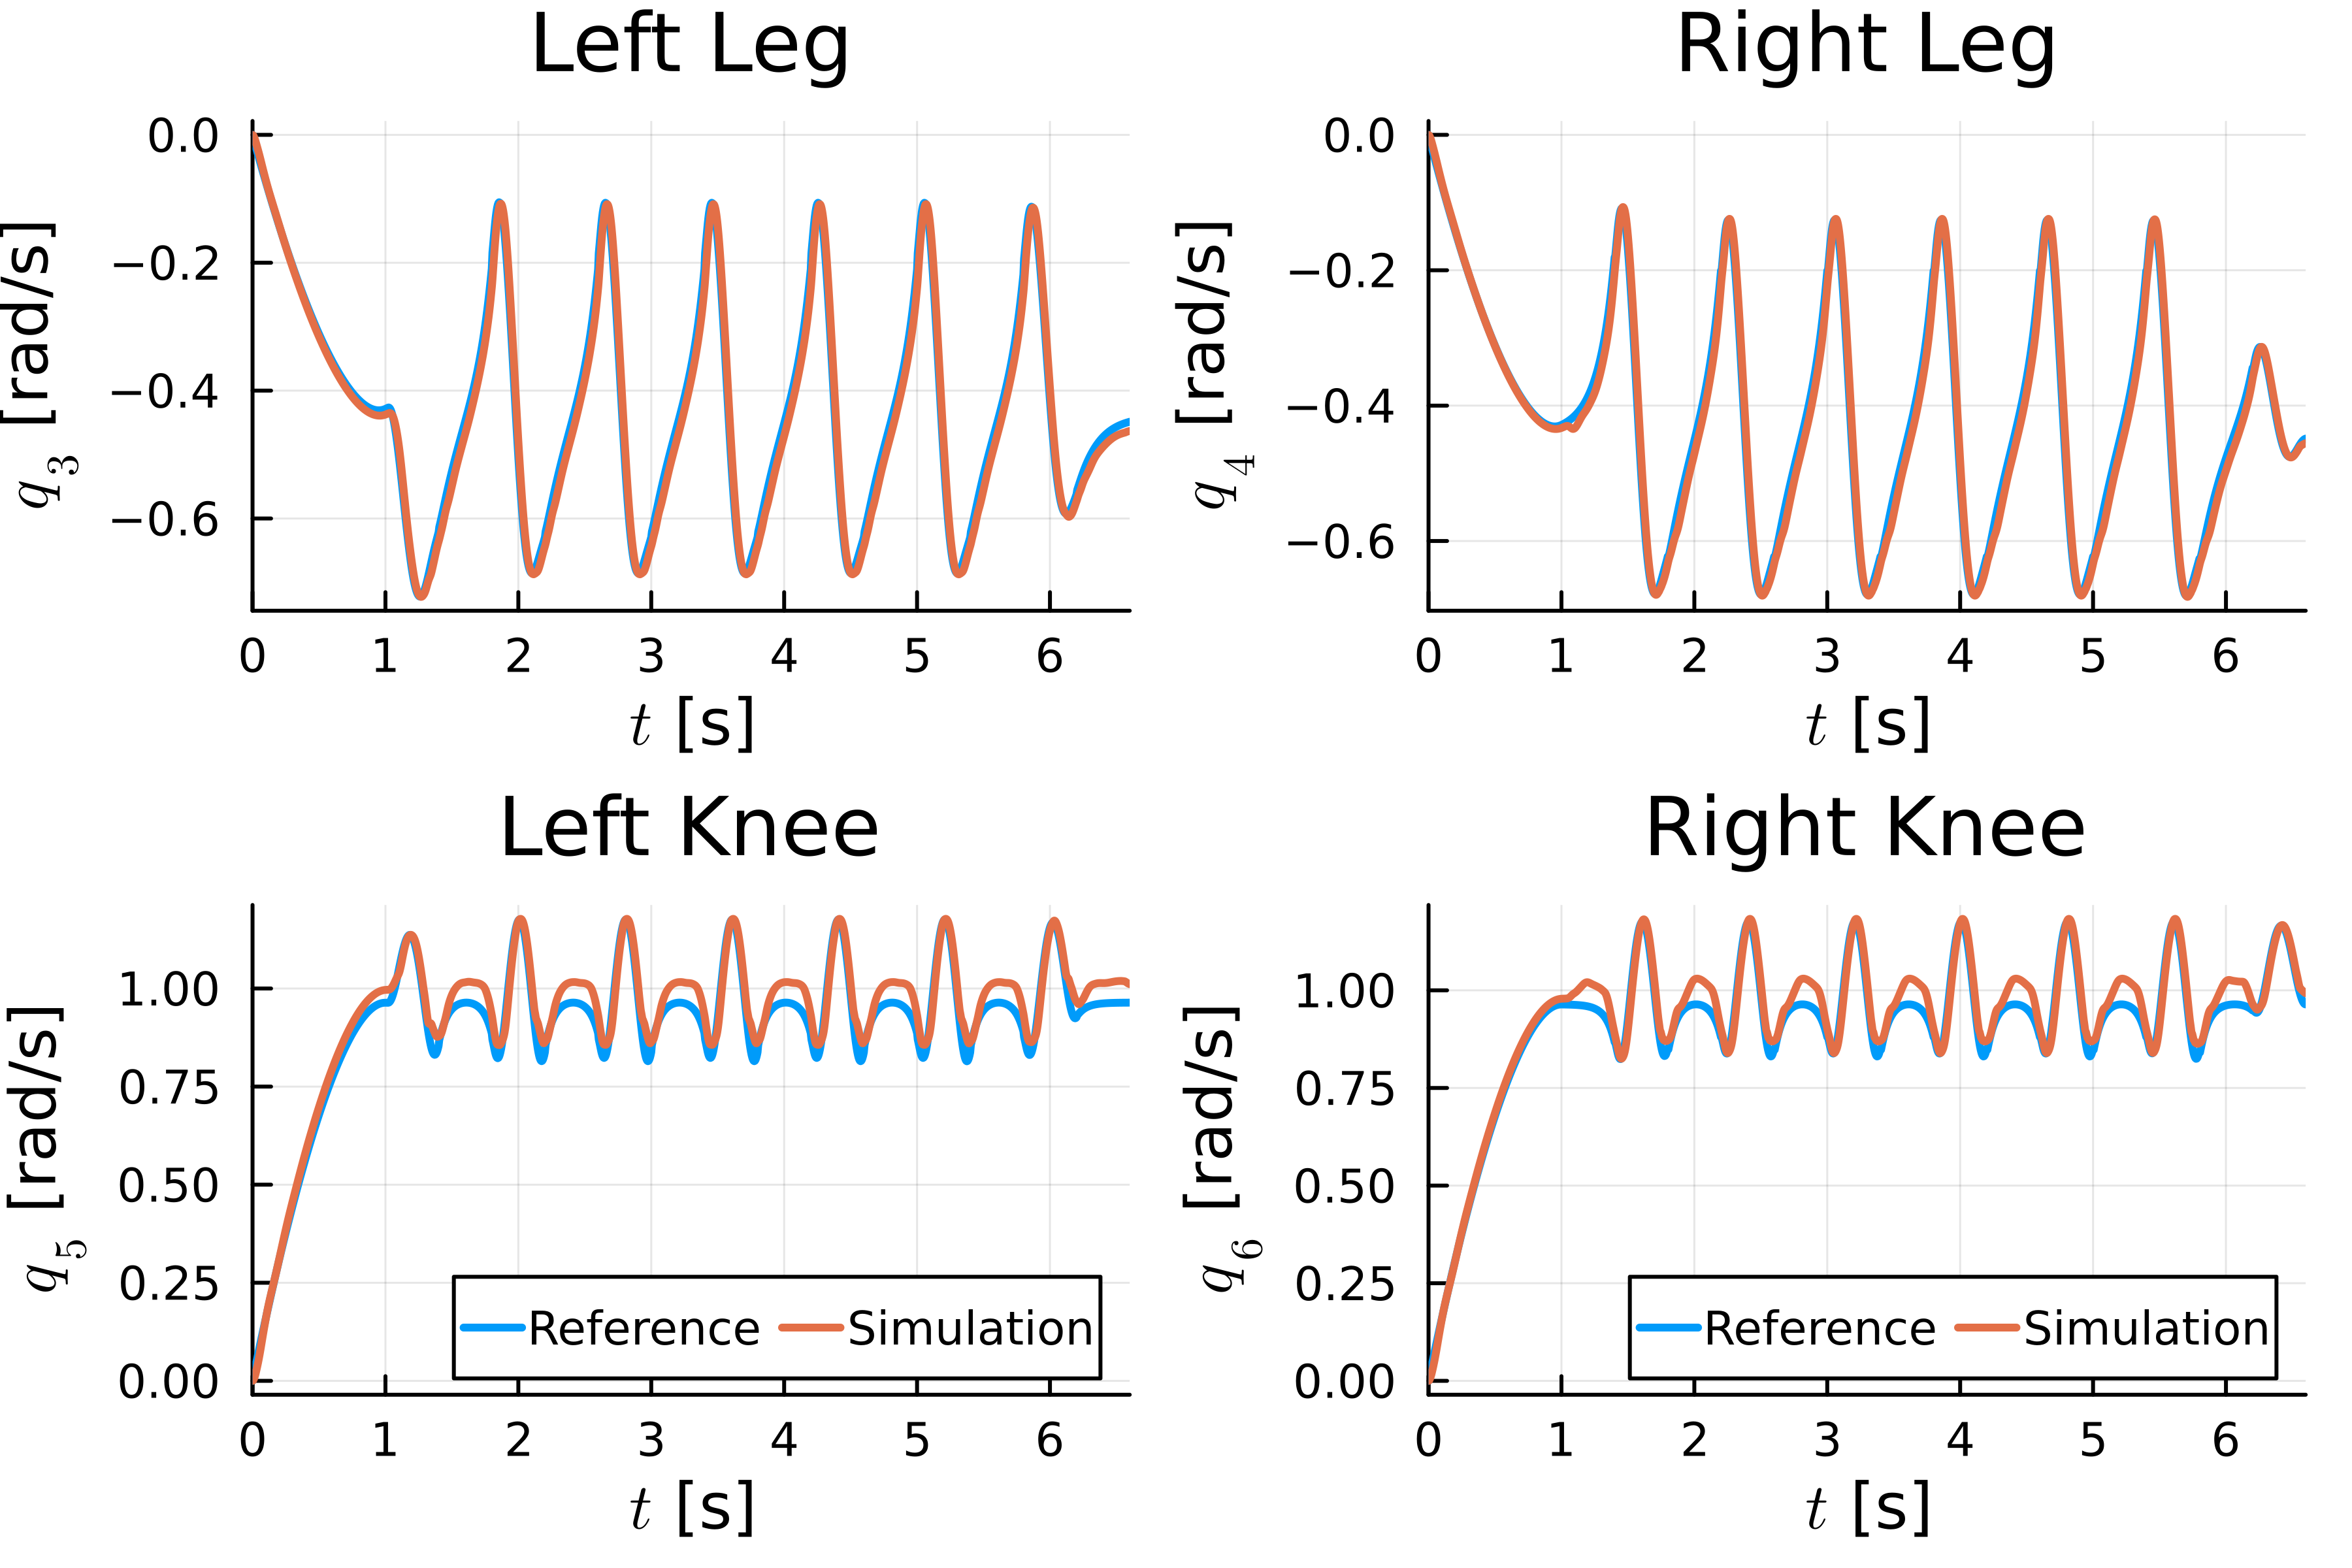 Left Leg
0.0
−0.2
−0.4
−0.6
q₃ [rad/s]
0 1 2 3 4 5 6
t [s]
Right Leg
0.0
−0.2
−0.4
−0.6
q₄ [rad/s]
0 1 2 3 4 5 6
t [s]
Left Knee
1.00
0.75
0.50
0.25
0.00
q₅ [rad/s]
Reference Simulation
0 1 2 3 4 5 6
t [s]
Right Knee
1.00
0.75
0.50
0.25
0.00
q₆ [rad/s]
Reference Simulation
0 1 2 3 4 5 6
t [s]